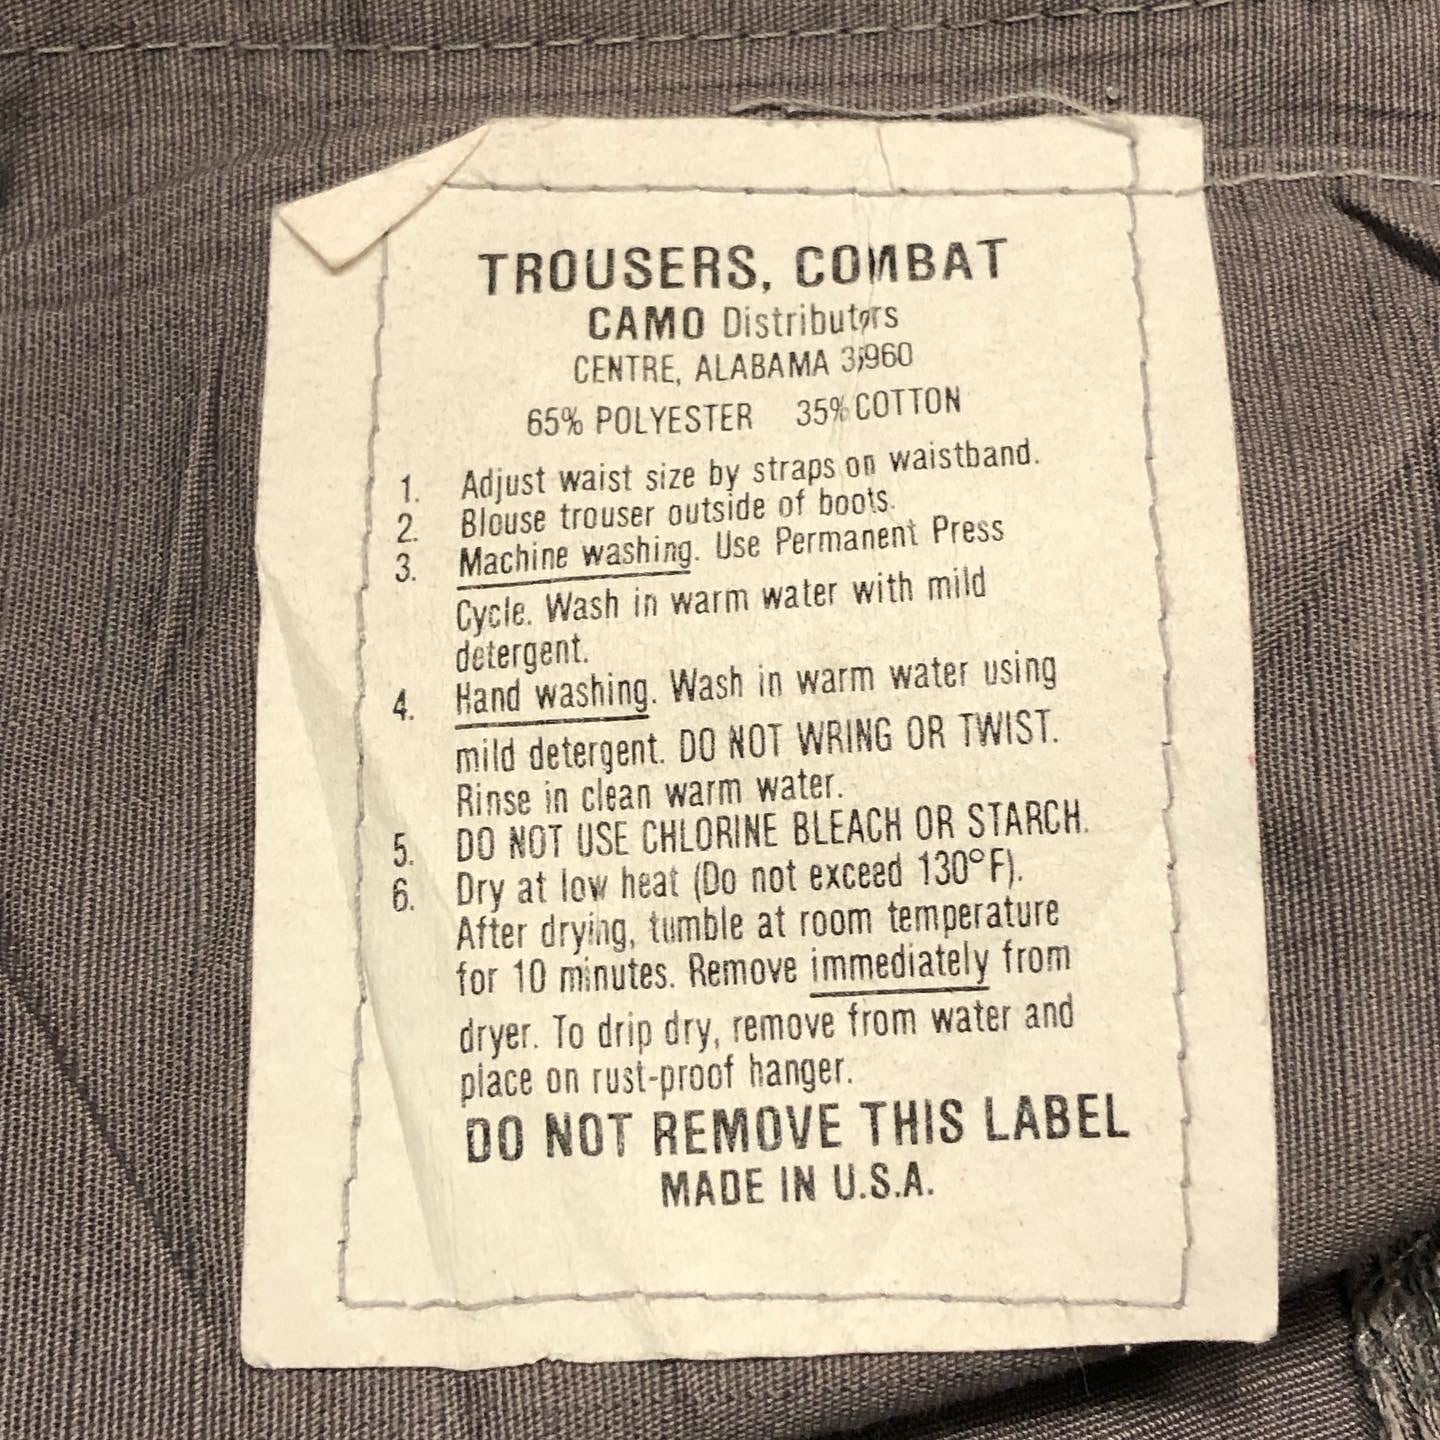 TROUSERS, COMBAT
CAMO Distributors
CENTRE, ALABAMA
65% POLYESTER 35% COTTON
1. Adjust waist size by straps on waistband.
2. Blouse trouser outside of boots.
3. Machine washing. Use Permanent Press
Cycle. Wash in warm water with mild
detergent.
4. Hand washing. Wash in warm water using
mild detergent. DO NOT WRING OR TWIST.
Rinse in clean warm water.
5. DO NOT USE CHLORINE BLEACH OR STARCH.
6. Dry at low heat (Do not exceed 130°F).
After drying, tumble at room temperature
for 10 minutes. Remove immediately from
dryer. To drip dry, remove from water and
place on rust-proof hanger.
DO NOT REMOVE THIS LABEL
MADE IN U.S.A.